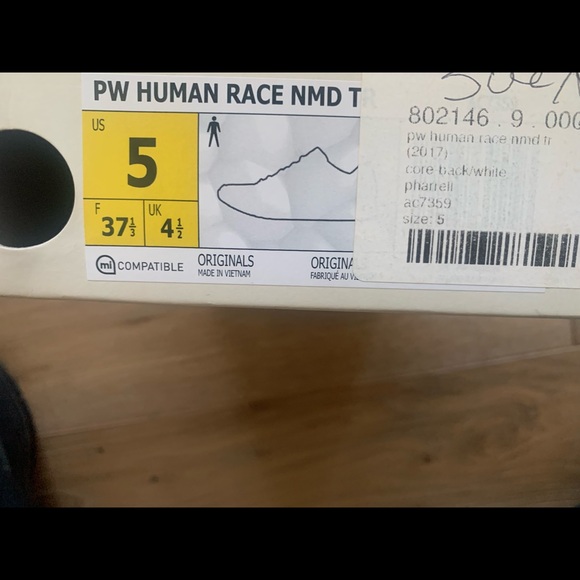 PW HUMAN RACE NMD T
US
5
F
37⅓
UK
4½
mi COMPATIBLE
ORIGINALS
MADE IN VIETNAM
ORIGINA
FABRIQUÉ AU VI
802146 . 9 . 000
pw human race nmd tr
(2017)
core back/white
pharrell
ac7359
size: 5